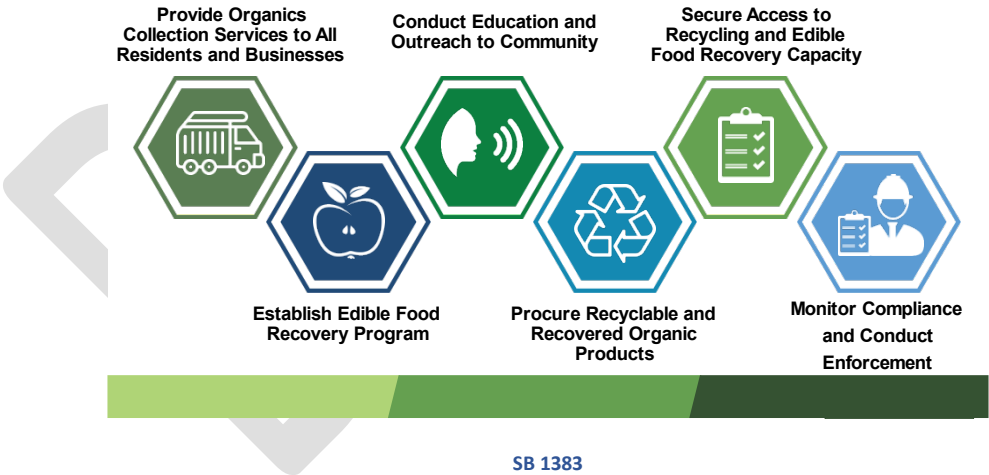 Provide Organics
Collection Services to All
Residents and Businesses
Conduct Education and
Outreach to Community
Secure Access to
Recycling and Edible
Food Recovery Capacity
Establish Edible Food
Recovery Program
Procure Recyclable and
Recovered Organic
Products
Monitor Compliance
and Conduct
Enforcement
SB 1383